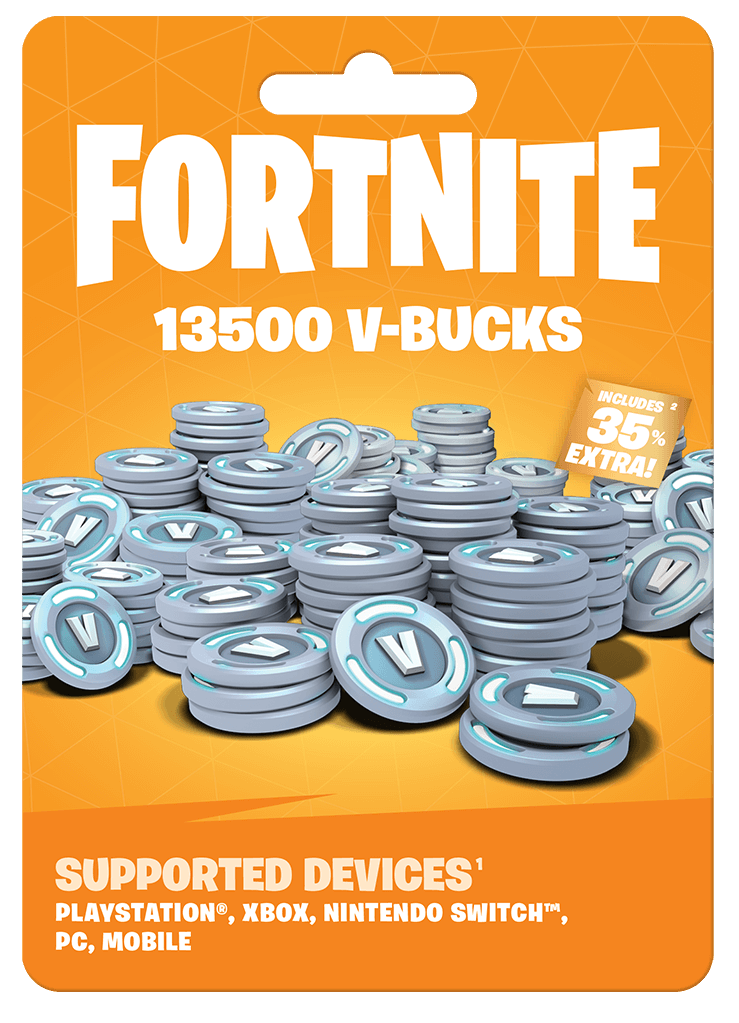 FORTNITE
13500 V-BUCKS
INCLUDES ²
35%
EXTRA!
SUPPORTED DEVICES¹
PLAYSTATION®, XBOX, NINTENDO SWITCH™,
PC, MOBILE